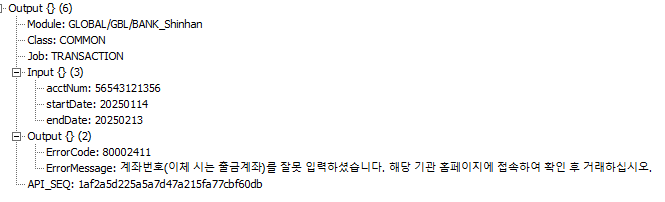 Output {} (6)
Module: GLOBAL/GBL/BANK_Shinhan
Class: COMMON
Job: TRANSACTION
Input {} (3)
acctNum: 56543121356
startDate: 20250114
endDate: 20250213
Output {} (2)
ErrorCode: 80002411
ErrorMessage: 계좌번호(이체 시는 출금계좌)를 잘못 입력하셨습니다. 해당 기관 홈페이지에 접속하여 확인 후 거래하십시오.
API_SEQ: 1af2a5d225a5a7d47a215fa77cbf60db